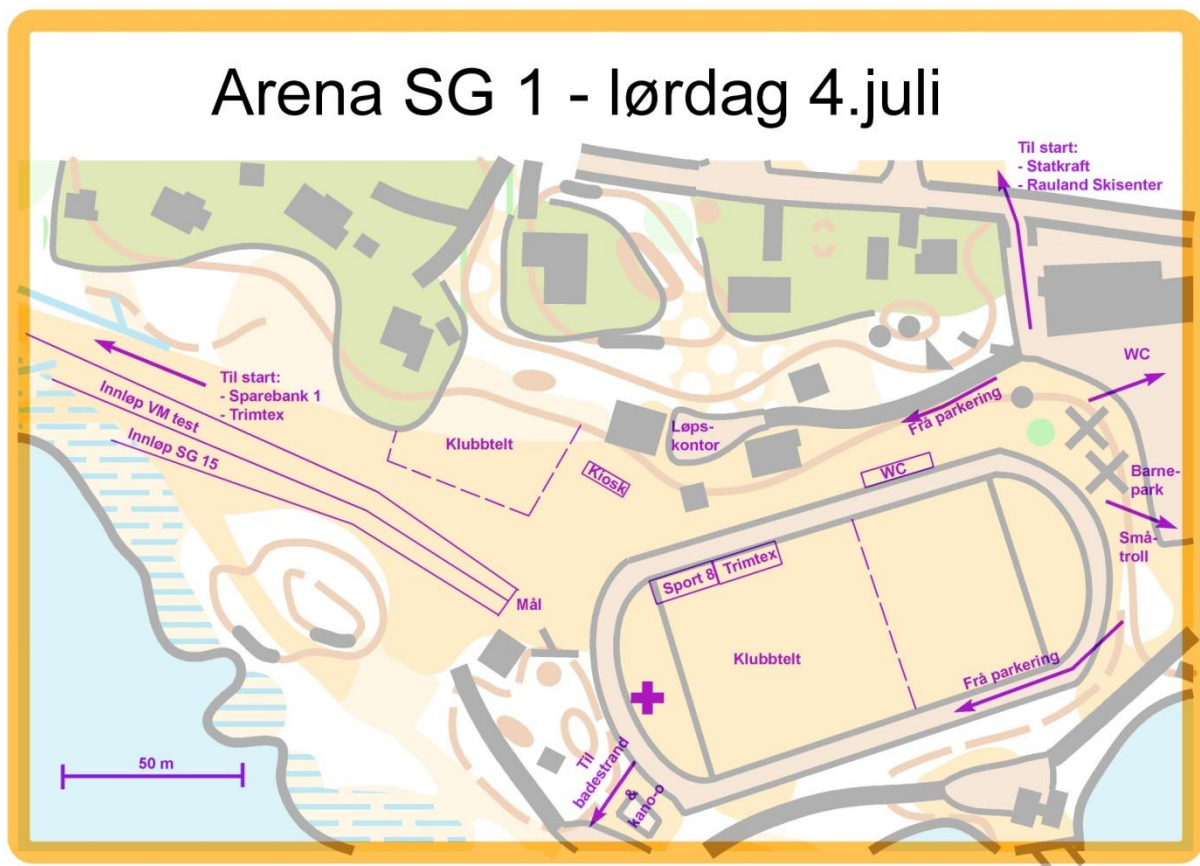 Arena SG 1 - lørdag 4.juli
Til start:
- Statkraft
- Rauland Skisenter
WC
Til start:
- Sparebank 1
- Trimtex
Innløp VM test
Innløp SG 15
Klubbtelt
Kiosk
Løps-
kontor
Frå parkering
WC
Barne-
park
Små-
troll
Sport 8
Trimtex
Mål
Klubbtelt
Frå parkering
Til
badestrand
&
kano-o
50 m